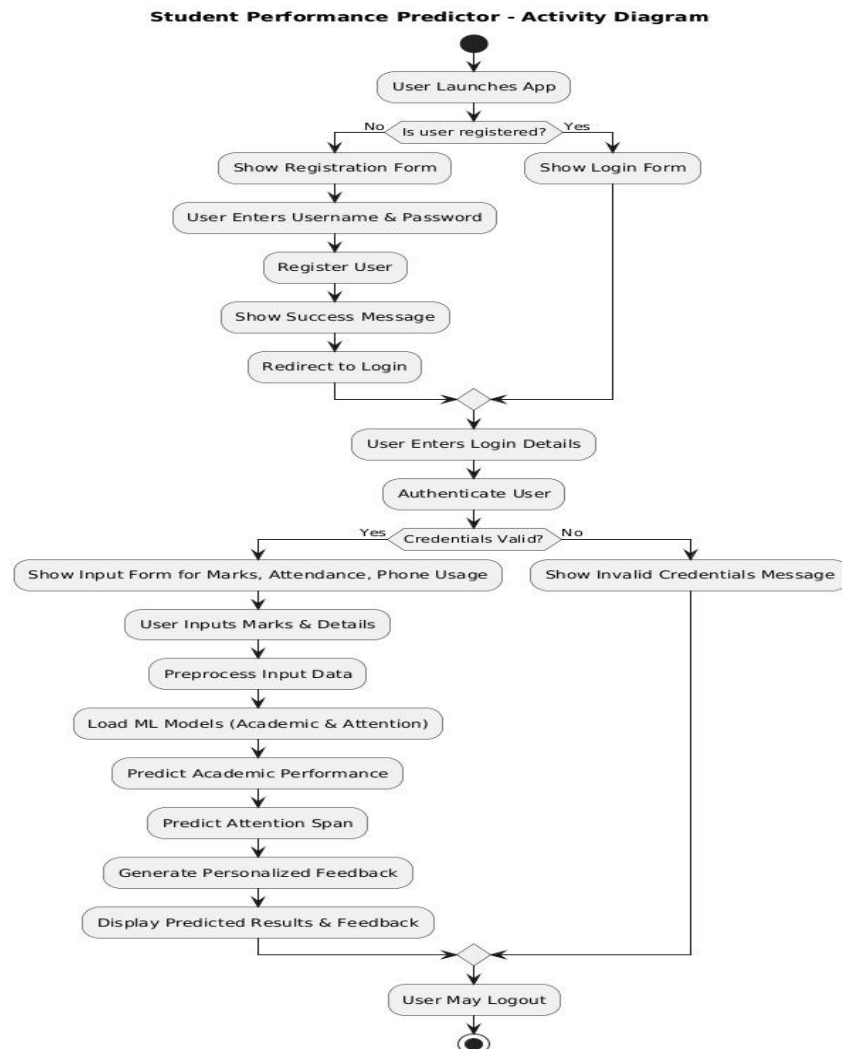 Student Performance Predictor - Activity Diagram
User Launches App
No
Is user registered?
Yes
Show Registration Form
Show Login Form
User Enters Username & Password
Register User
Show Success Message
Redirect to Login
User Enters Login Details
Authenticate User
Yes
Credentials Valid?
No
Show Input Form for Marks, Attendance, Phone Usage
Show Invalid Credentials Message
User Inputs Marks & Details
Preprocess Input Data
Load ML Models (Academic & Attention)
Predict Academic Performance
Predict Attention Span
Generate Personalized Feedback
Display Predicted Results & Feedback
User May Logout